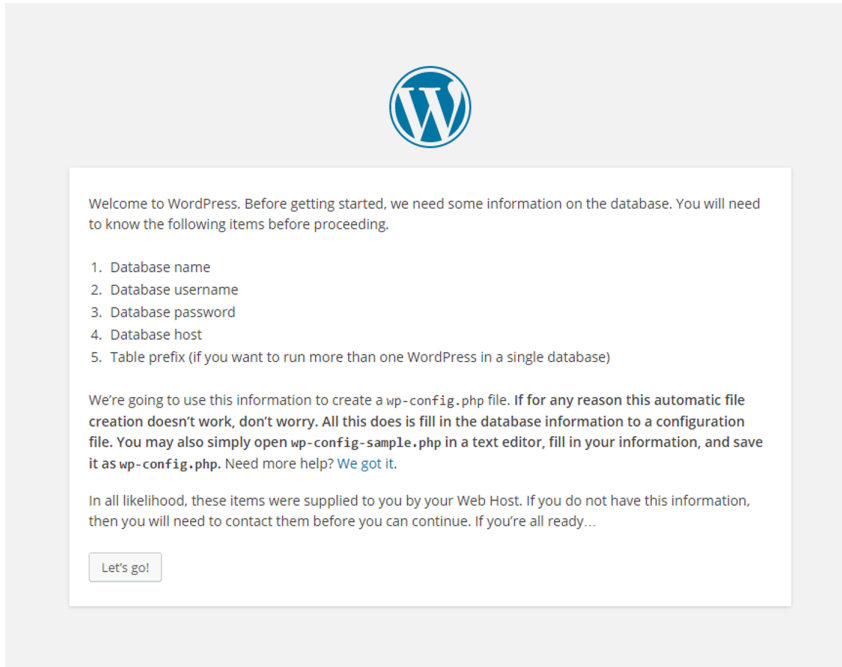 Welcome to WordPress. Before getting started, we need some information on the database. You will need
to know the following items before proceeding.
1. Database name
2. Database username
3. Database password
4. Database host
5. Table prefix (if you want to run more than one WordPress in a single database)
We’re going to use this information to create a wp-config.php file. If for any reason this automatic file
creation doesn’t work, don’t worry. All this does is fill in the database information to a configuration
file. You may also simply open wp-config-sample.php in a text editor, fill in your information, and save
it as wp-config.php. Need more help? We got it.
In all likelihood, these items were supplied to you by your Web Host. If you do not have this information,
then you will need to contact them before you can continue. If you’re all ready…
Let’s go!